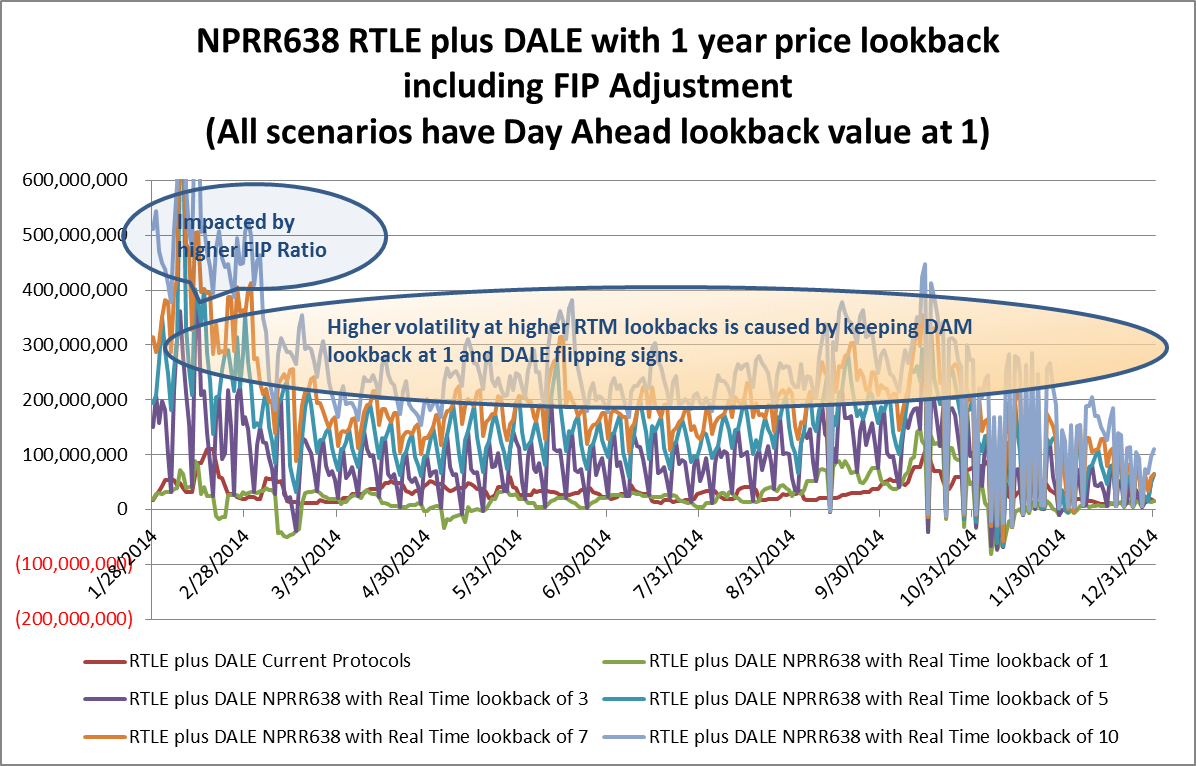 NPRR638 RTLE plus DALE with 1 year price lookback
including FIP Adjustment
(All scenarios have Day Ahead lookback value at 1)
600,000,000
500,000,000
400,000,000
300,000,000
200,000,000
100,000,000
0
(100,000,000)
(200,000,000)
Impacted by
higher FIP Ratio
Higher volatility at higher RTM lookbacks is caused by keeping DAM
lookback at 1 and DALE flipping signs.
1/28/2014
2/28/2014
3/31/2014
4/30/2014
5/31/2014
6/30/2014
7/31/2014
8/31/2014
9/30/2014
10/31/2014
11/30/2014
12/31/2014
RTLE plus DALE Current Protocols
RTLE plus DALE NPRR638 with Real Time lookback of 1
RTLE plus DALE NPRR638 with Real Time lookback of 3
RTLE plus DALE NPRR638 with Real Time lookback of 5
RTLE plus DALE NPRR638 with Real Time lookback of 7
RTLE plus DALE NPRR638 with Real Time lookback of 10